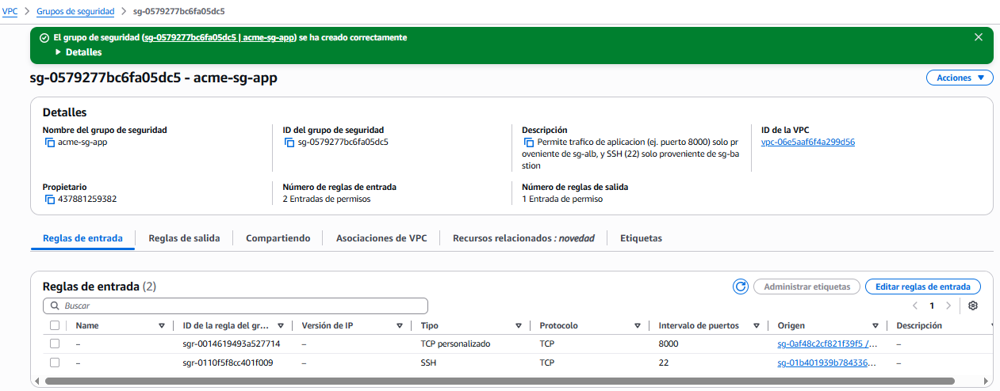 VPC > Grupos de seguridad > sg-0579277bc6fa05dc5
El grupo de seguridad (sg-0579277bc6fa05dc5 | acme-sg-app) se ha creado correctamente
Detalles
sg-0579277bc6fa05dc5 - acme-sg-app
Acciones
Detalles
Nombre del grupo de seguridad
acme-sg-app
ID del grupo de seguridad
sg-0579277bc6fa05dc5
Descripción
Permite trafico de aplicacion (ej. puerto 8000) solo pr
oveniente de sg-alb, y SSH (22) solo proveniente de sg-ba
stion
ID de la VPC
vpc-06e5aaf6f4a299d56
Propietario
437881259382
Número de reglas de entrada
2 Entradas de permisos
Número de reglas de salida
1 Entrada de permiso
Reglas de entrada Reglas de salida Compartiendo Asociaciones de VPC Recursos relacionados : novedad Etiquetas
Reglas de entrada (2)
Administrar etiquetas Editar reglas de entrada
Buscar
1
Name ID de la regla del gr... Versión de IP Tipo Protocolo Intervalo de puertos Origen Descripción
– sgr-0014619493a527714 – TCP personalizado TCP 8000 sg-0af48c2cf821f39f5 /... –
– sgr-0110f5f8cc401f009 – SSH TCP 22 sg-01b401939b784336... –